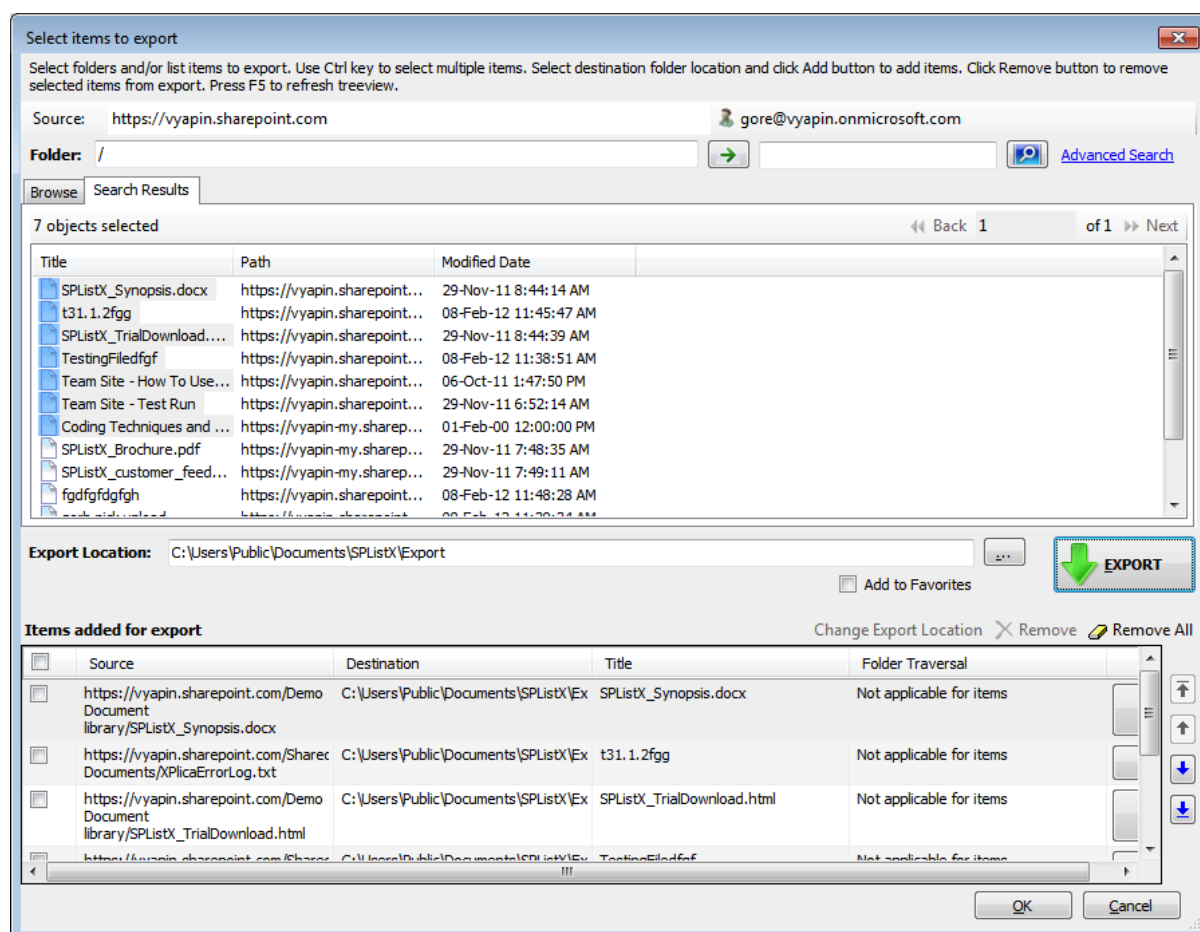 Select items to export
Select folders and/or list items to export. Use Ctrl key to select multiple items. Select destination folder location and click Add button to add items. Click Remove button to remove
selected items from export. Press F5 to refresh treeview.
Source: https://vyapin.sharepoint.com gore@vyapin.onmicrosoft.com
Folder: / Advanced Search
Browse Search Results
7 objects selected Back 1 of 1 Next
Title Path Modified Date
SPListX_Synopsis.docx https://vyapin.sharepoint... 29-Nov-11 8:44:14 AM
t31.1.2fgg https://vyapin.sharepoint... 08-Feb-12 11:45:47 AM
SPListX_TrialDownload.... https://vyapin.sharepoint... 29-Nov-11 8:44:39 AM
TestingFiledfgf https://vyapin.sharepoint... 08-Feb-12 11:38:51 AM
Team Site - How To Use... https://vyapin.sharepoint... 06-Oct-11 1:47:50 PM
Team Site - Test Run https://vyapin.sharepoint... 29-Nov-11 6:52:14 AM
Coding Techniques and ... https://vyapin-my.sharep... 01-Feb-00 12:00:00 PM
SPListX_Brochure.pdf https://vyapin-my.sharep... 29-Nov-11 7:48:35 AM
SPListX_customer_feed... https://vyapin-my.sharep... 29-Nov-11 7:49:11 AM
fgdfgfdgfgh https://vyapin.sharepoint... 08-Feb-12 11:48:28 AM
Export Location: C:\Users\Public\Documents\SPListX\Export ... EXPORT
Add to Favorites
Items added for export Change Export Location Remove Remove All
Source Destination Title Folder Traversal
https://vyapin.sharepoint.com/Demo C:\Users\Public\Documents\SPListX\Ex SPListX_Synopsis.docx Not applicable for items
Document
library/SPListX_Synopsis.docx
https://vyapin.sharepoint.com/Sharec C:\Users\Public\Documents\SPListX\Ex t31.1.2fgg Not applicable for items
Documents/XPlicaErrorLog.txt
https://vyapin.sharepoint.com/Demo C:\Users\Public\Documents\SPListX\Ex SPListX_TrialDownload.html Not applicable for items
Document
library/SPListX_TrialDownload.html
https://vyapin.sharepoint.com/Sharec C:\Users\Public\Documents\SPListX\Ex TestingFiledfgf Not applicable for items
OK Cancel